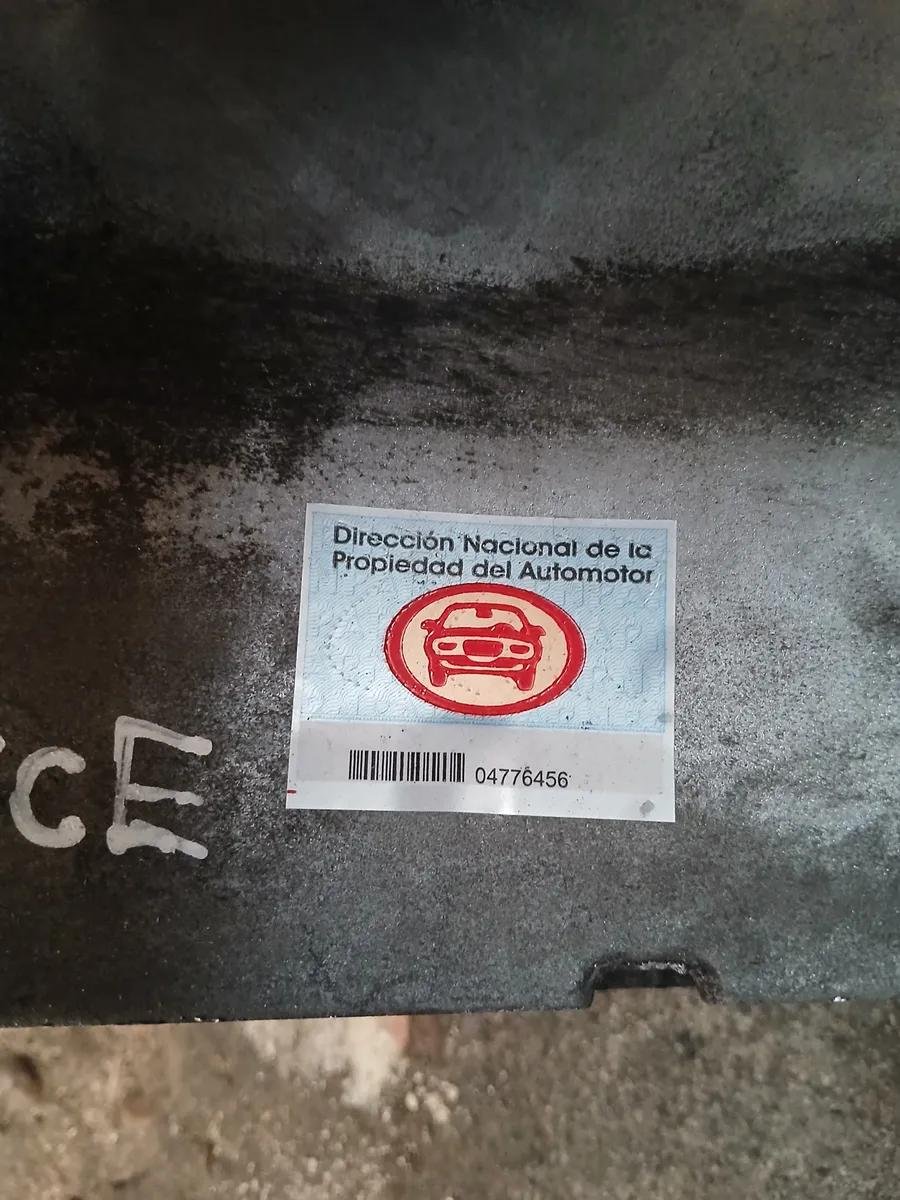 Dirección Nacional de la
Propiedad del Automotor
CE
04776456